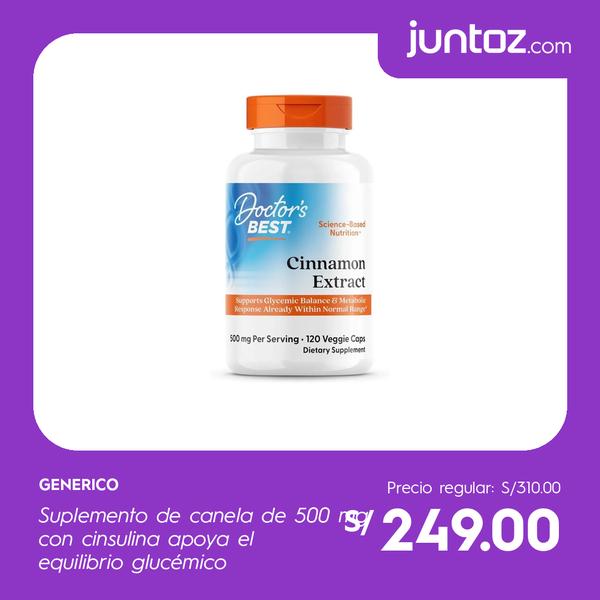 juntoz.com
Doctor's
BEST
Science-Based
Nutrition™
Cinnamon
Extract
Supports Glycemic Balance & Metabolic
Response Already Within Normal Range*
500 mg Per Serving • 120 Veggie Caps
Dietary Supplement
GENERICO
Suplemento de canela de 500 mg
con cinsulina apoya el
equilibrio glucémico
Precio regular: S/310.00
S/ 249.00